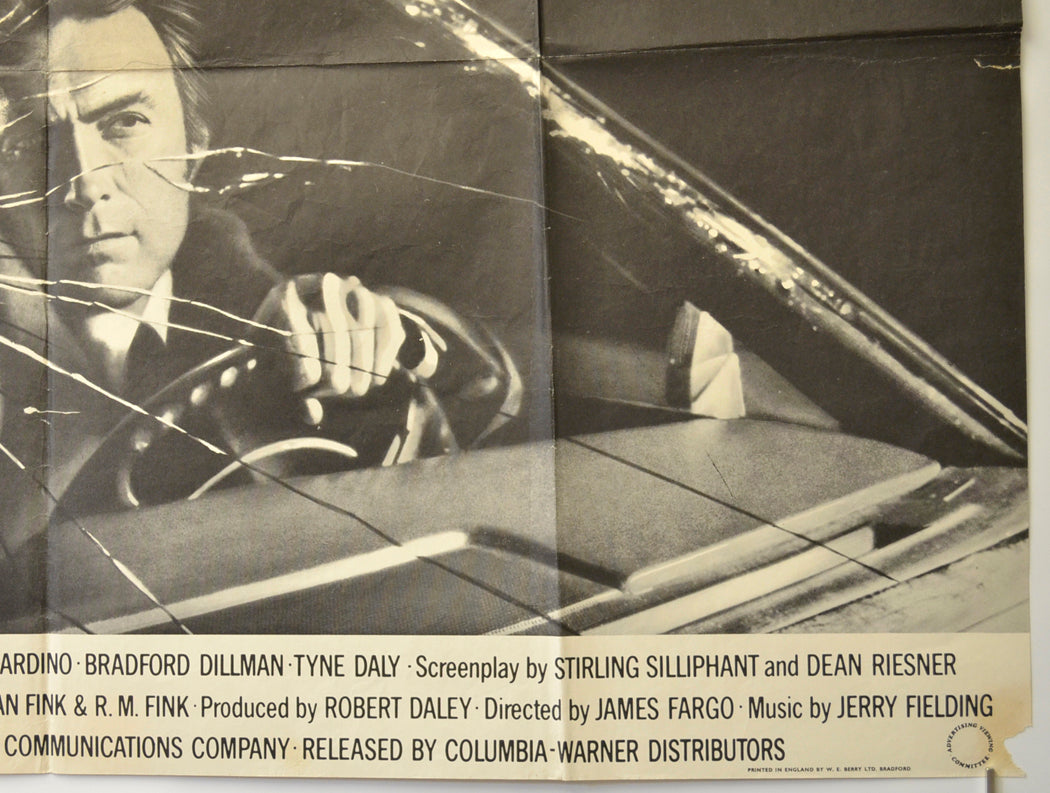 ARDINO · BRADFORD DILLMAN · TYNE DALY · Screenplay by STIRLING SILLIPHANT and DEAN RIESNER
AN FINK & R. M. FINK · Produced by ROBERT DALEY · Directed by JAMES FARGO · Music by JERRY FIELDING
COMMUNICATIONS COMPANY · RELEASED BY COLUMBIA-WARNER DISTRIBUTORS
ADVERTISING VIEWING COMMITTEE
PRINTED IN ENGLAND BY W. E. BERRY LTD. BRADFORD.